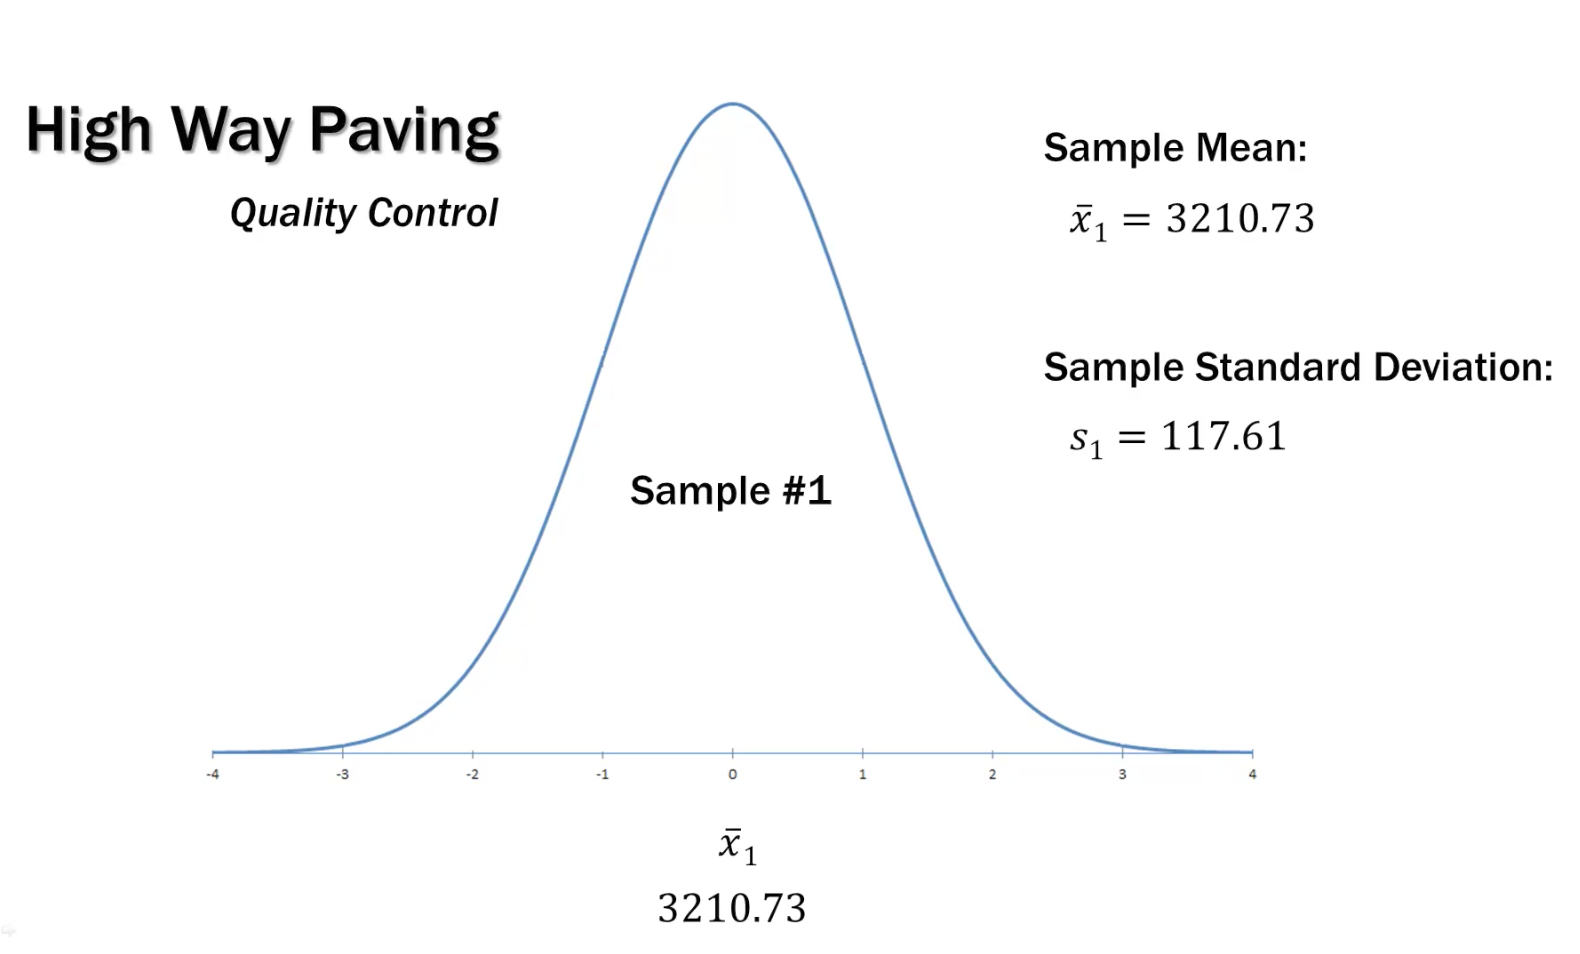 High Way Paving
Quality Control
Sample Mean:
x̄₁ = 3210.73
Sample Standard Deviation:
s₁ = 117.61
Sample #1
-4 -3 -2 -1 0 1 2 3 4
x̄₁
3210.73